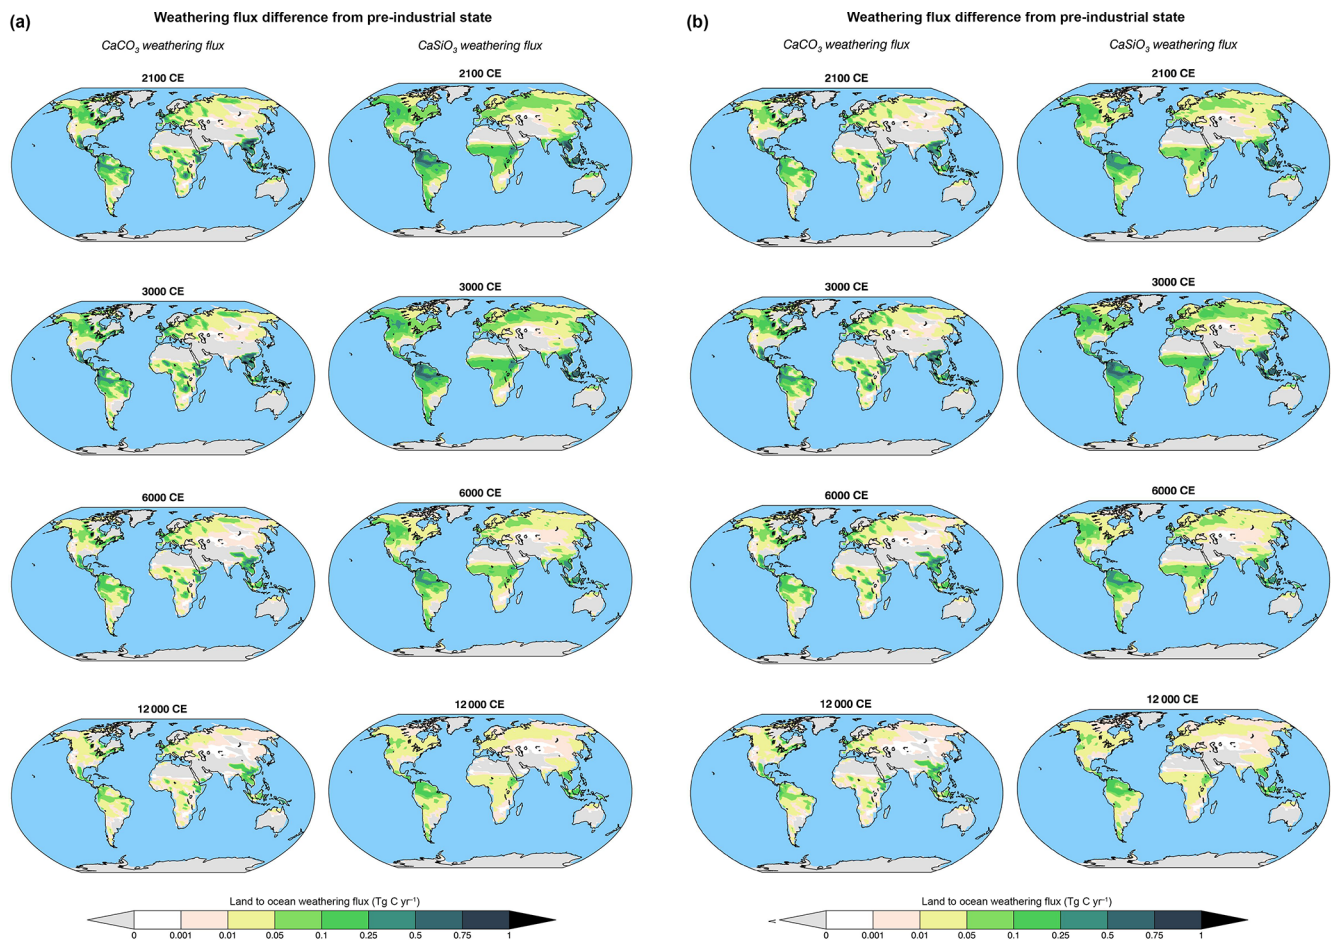 (a)
Weathering flux difference from pre-industrial state
CaCO₃ weathering flux
CaSiO₃ weathering flux
2100 CE
2100 CE
3000 CE
3000 CE
6000 CE
6000 CE
12 000 CE
12 000 CE
Land to ocean weathering flux (Tg C yr⁻¹)
0 0.001 0.01 0.05 0.1 0.25 0.5 0.75 1
(b)
Weathering flux difference from pre-industrial state
CaCO₃ weathering flux
CaSiO₃ weathering flux
2100 CE
2100 CE
3000 CE
3000 CE
6000 CE
6000 CE
12 000 CE
12 000 CE
Land to ocean weathering flux (Tg C yr⁻¹)
<
0 0.001 0.01 0.05 0.1 0.25 0.5 0.75 1